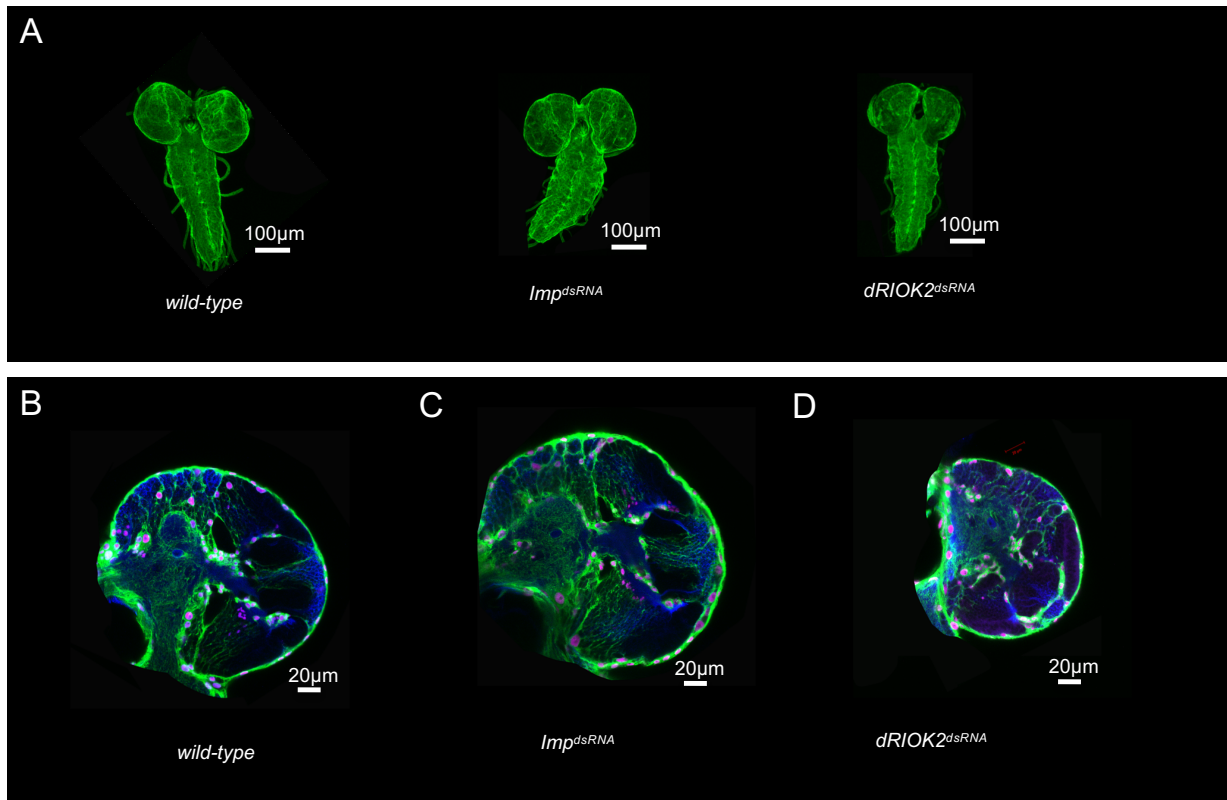 A
100µm
100µm
100µm
wild-type
Imp^dsRNA
dRIOK2^dsRNA
B
C
D
20µm
20µm
20µm
wild-type
Imp^dsRNA
dRIOK2^dsRNA